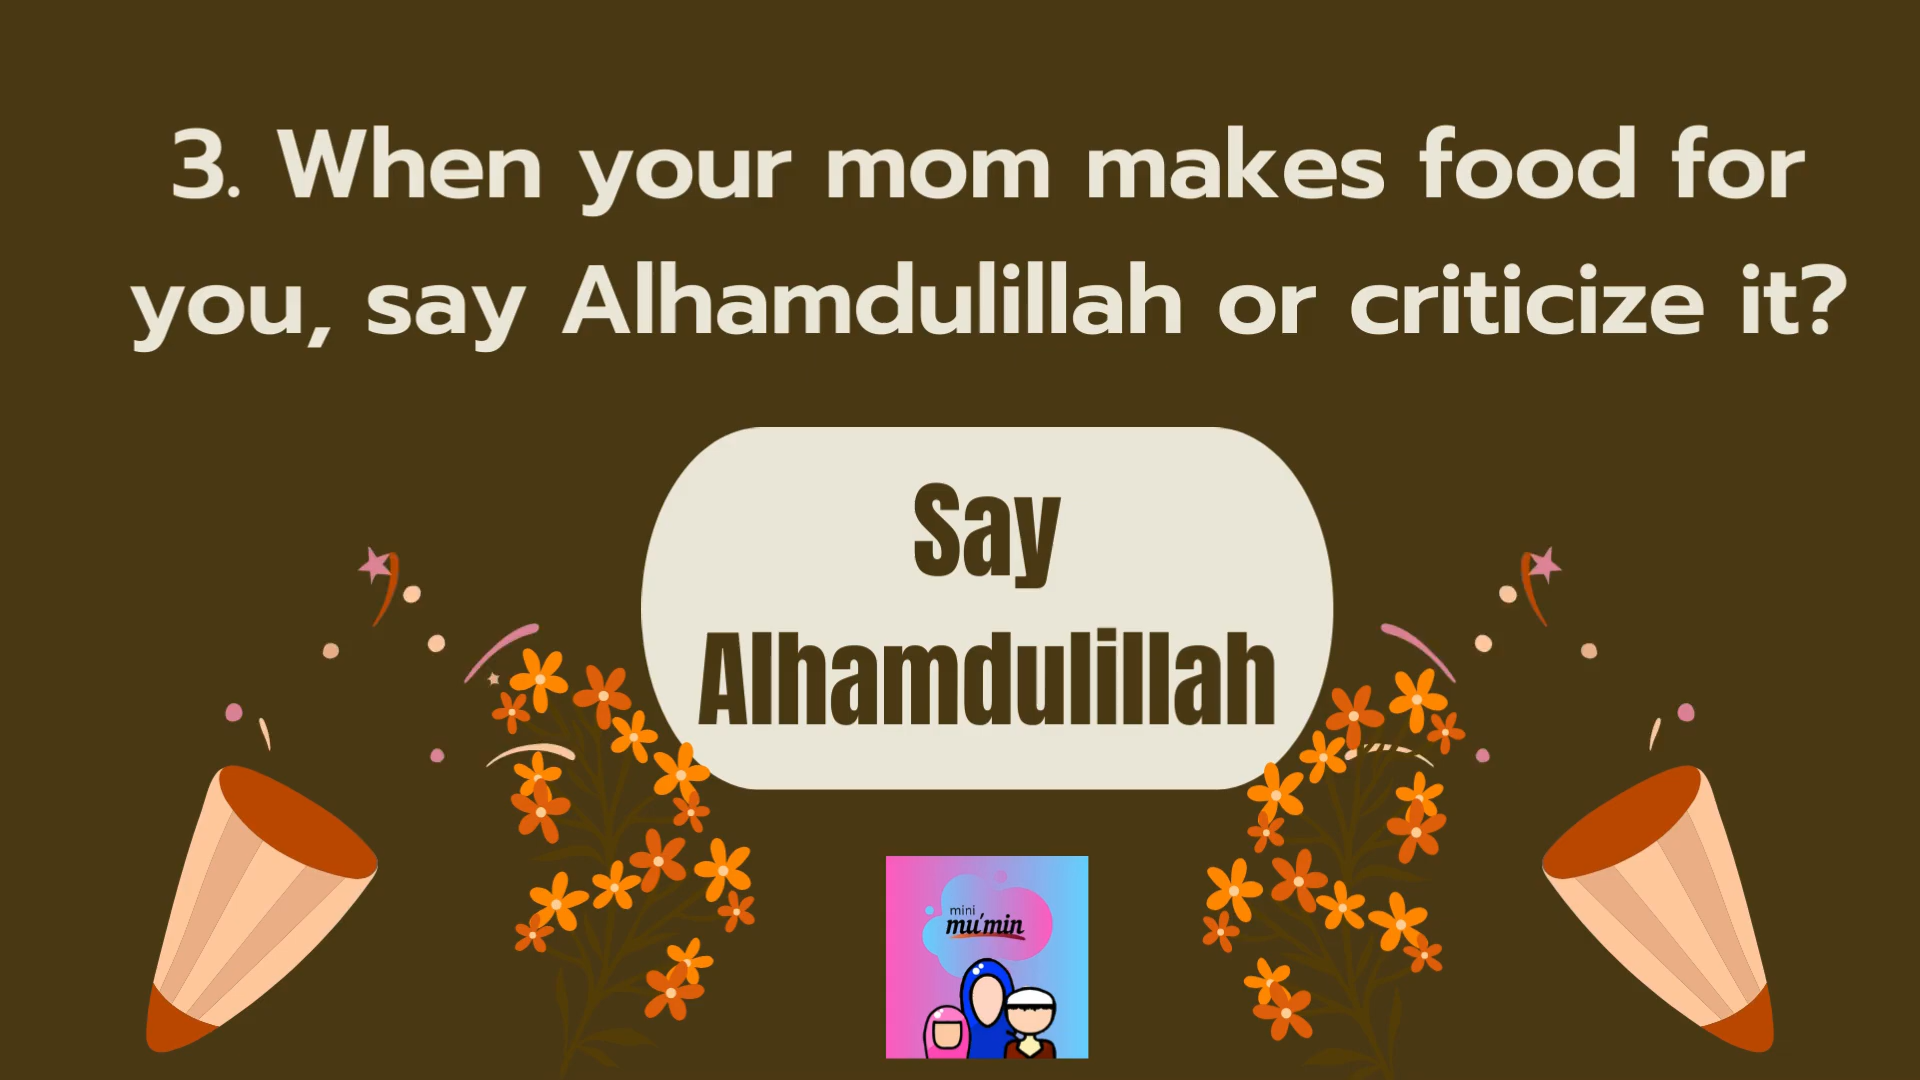 3. When your mom makes food for
you, say Alhamdulillah or criticize it?
Say
Alhamdulillah
mini
mu'min